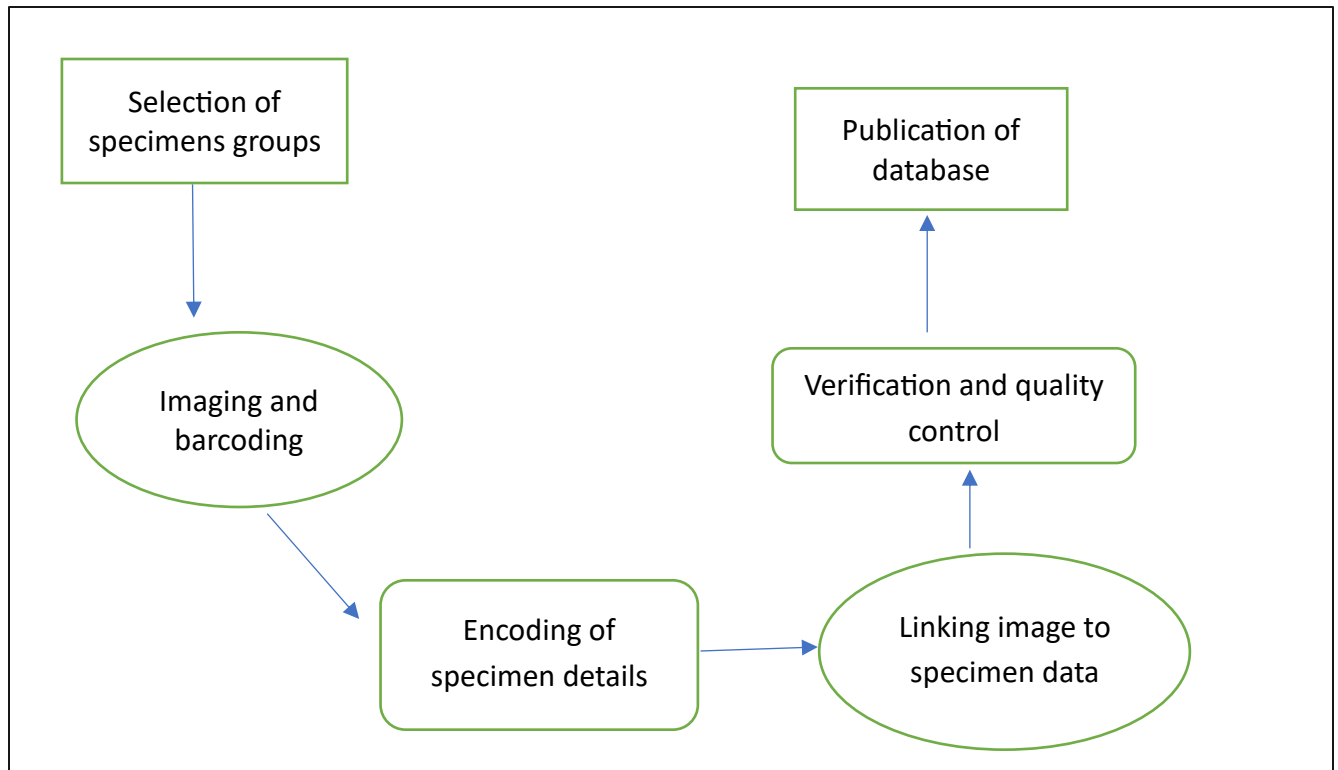 Selection of
specimens groups
Imaging and
barcoding
Encoding of
specimen details
Linking image to
specimen data
Verification and quality
control
Publication of
database